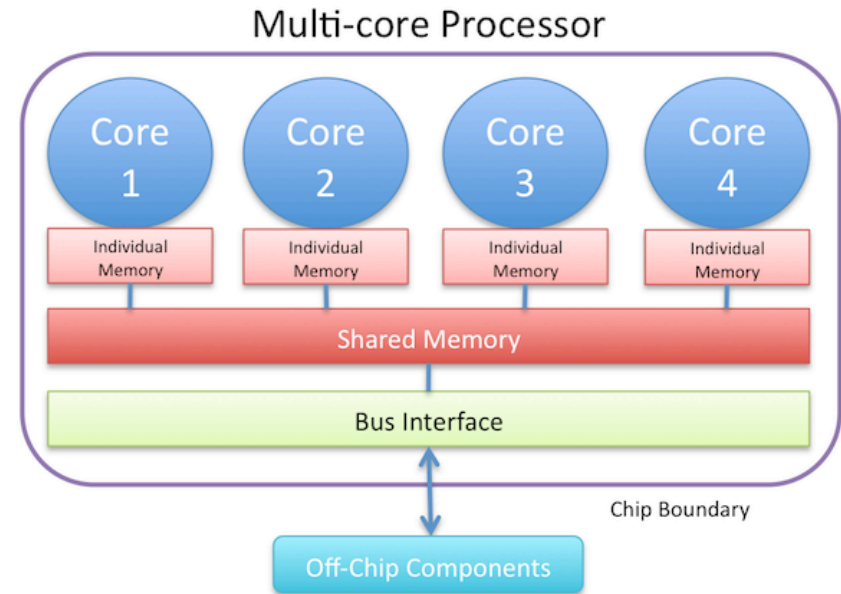 Multi-core Processor
Core
1
Core
2
Core
3
Core
4
Individual
Memory
Individual
Memory
Individual
Memory
Individual
Memory
Shared Memory
Bus Interface
Chip Boundary
Off-Chip Components